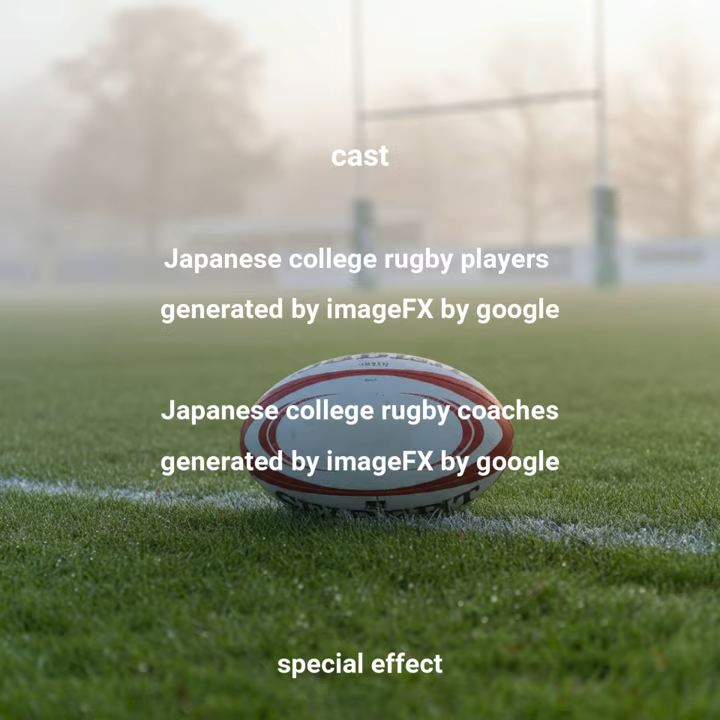 cast
Japanese college rugby players
generated by imageFX by google
Japanese college rugby coaches
generated by imageFX by google
special effect